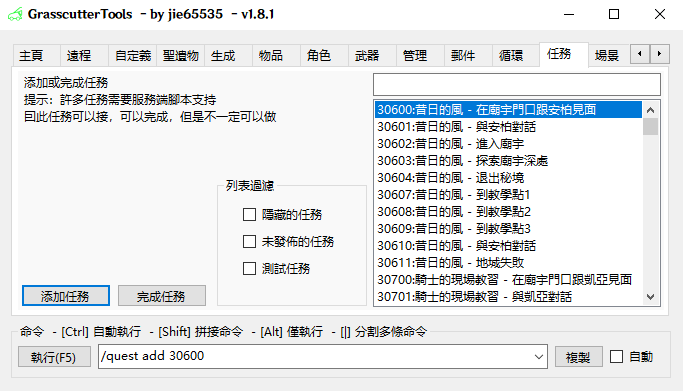 GrasscutterTools - by jie65535 - v1.8.1
主頁 遠程 自定義 聖遺物 生成 物品 角色 武器 管理 郵件 循環 任務 場景
添加或完成任務
提示：許多任務需要服務端腳本支持
因此任務可以接，可以完成，但是不一定可以做
列表過濾
隱藏的任務
未發佈的任務
測試任務
添加任務 完成任務
30600:昔日的風 - 在廟宇門口跟安柏見面
30601:昔日的風 - 與安柏對話
30602:昔日的風 - 進入廟宇
30603:昔日的風 - 探索廟宇深處
30604:昔日的風 - 退出秘境
30607:昔日的風 - 到教學點1
30608:昔日的風 - 到教學點2
30609:昔日的風 - 到教學點3
30610:昔日的風 - 與安柏對話
30611:昔日的風 - 地城失敗
30700:騎士的現場教習 - 在廟宇門口跟凱亞見面
30701:騎士的現場教習 - 與凱亞對話
命令 - [Ctrl] 自動執行 - [Shift] 拼接命令 - [Alt] 僅執行 - [|] 分割多條命令
執行(F5) /quest add 30600 複製 自動